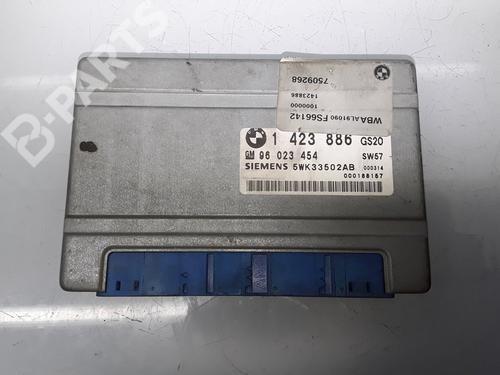 B-Parts
7509268
1423886
1000000
WBAAL91090 FS66142
1 423 886 GS20
GM 96 023 454 SW57
SIEMENS 5WK33502AB 000314
000188157